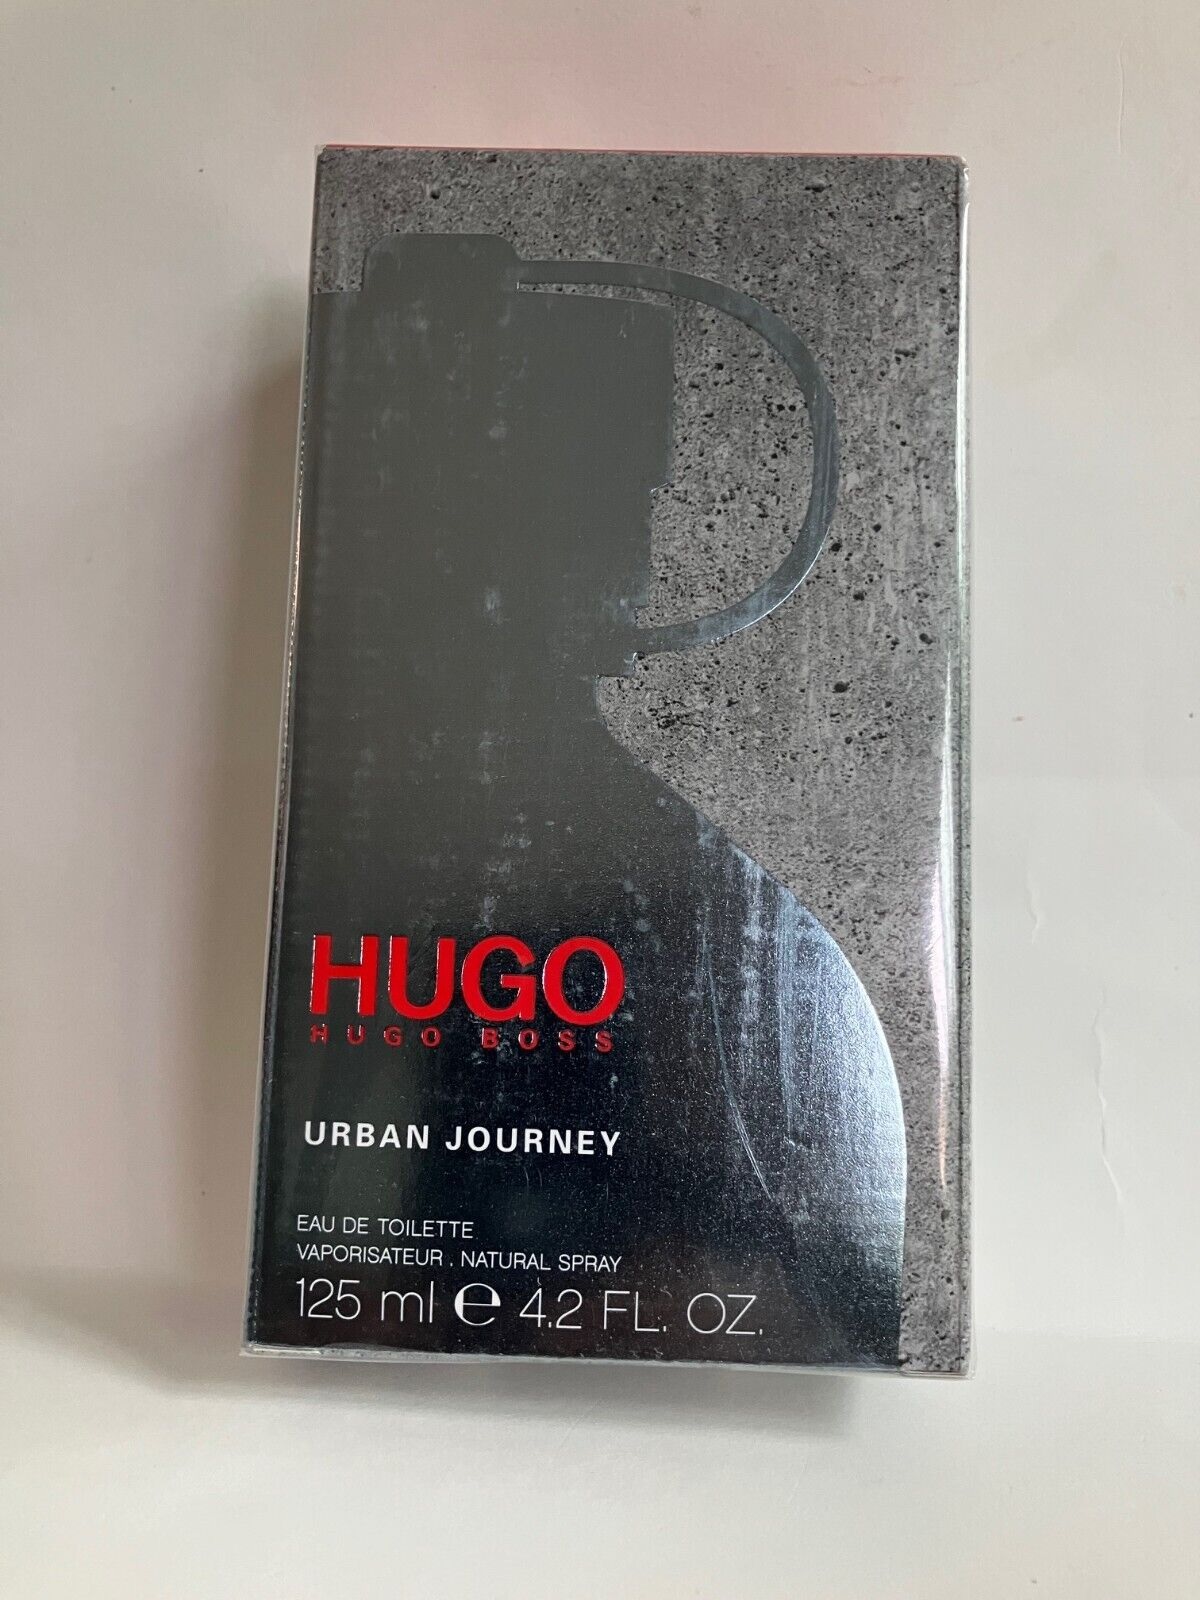 HUGO
HUGO BOSS
URBAN JOURNEY
EAU DE TOILETTE
VAPORISATEUR . NATURAL SPRAY
125 ml ℮ 4.2 FL. OZ.